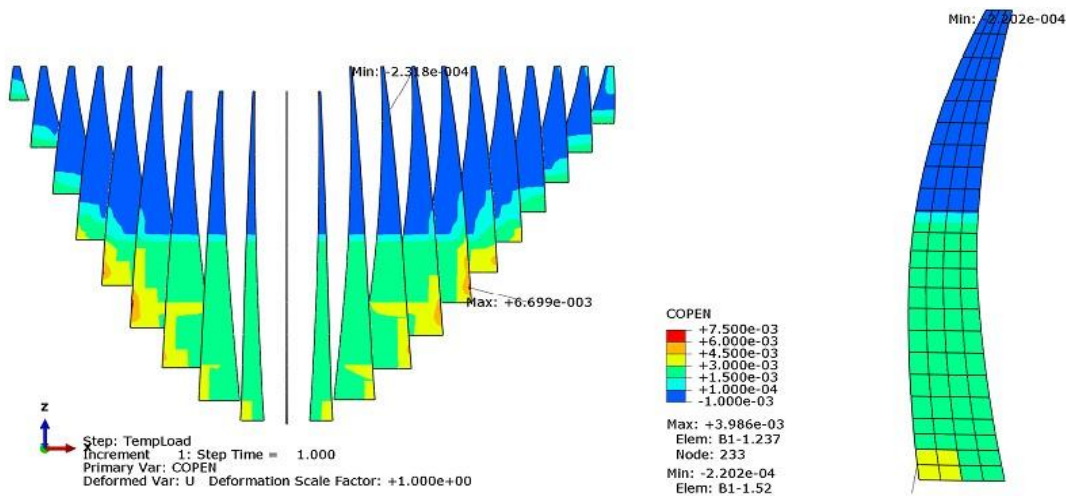 Min: -2.318e-004
Max: +6.699e-003
z
x
Step: TempLoad
Increment 1: Step Time = 1.000
Primary Var: COPEN
Deformed Var: U Deformation Scale Factor: +1.000e+00
Min: -2.202e-004
COPEN
+7.500e-03
+6.000e-03
+4.500e-03
+3.000e-03
+1.500e-03
+1.000e-04
-1.000e-03
Max: +3.986e-03
Elem: B1-1.237
Node: 233
Min: -2.202e-04
Elem: B1-1.52